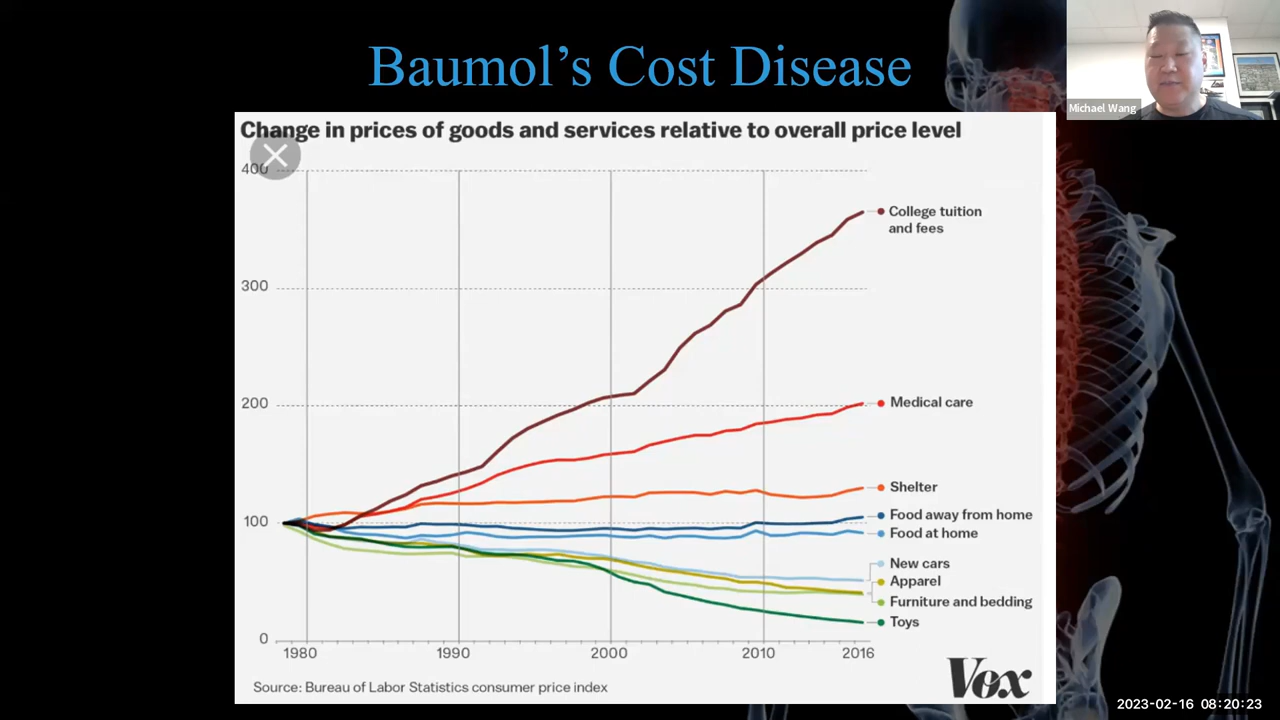 Baumol’s Cost Disease
Michael Wang
Change in prices of goods and services relative to overall price level
400
300
200
100
0
College tuition
and fees
Medical care
Shelter
Food away from home
Food at home
New cars
Apparel
Furniture and bedding
Toys
1980 1990 2000 2010 2016
Source: Bureau of Labor Statistics consumer price index
Vox
2023-02-16 08:20:23